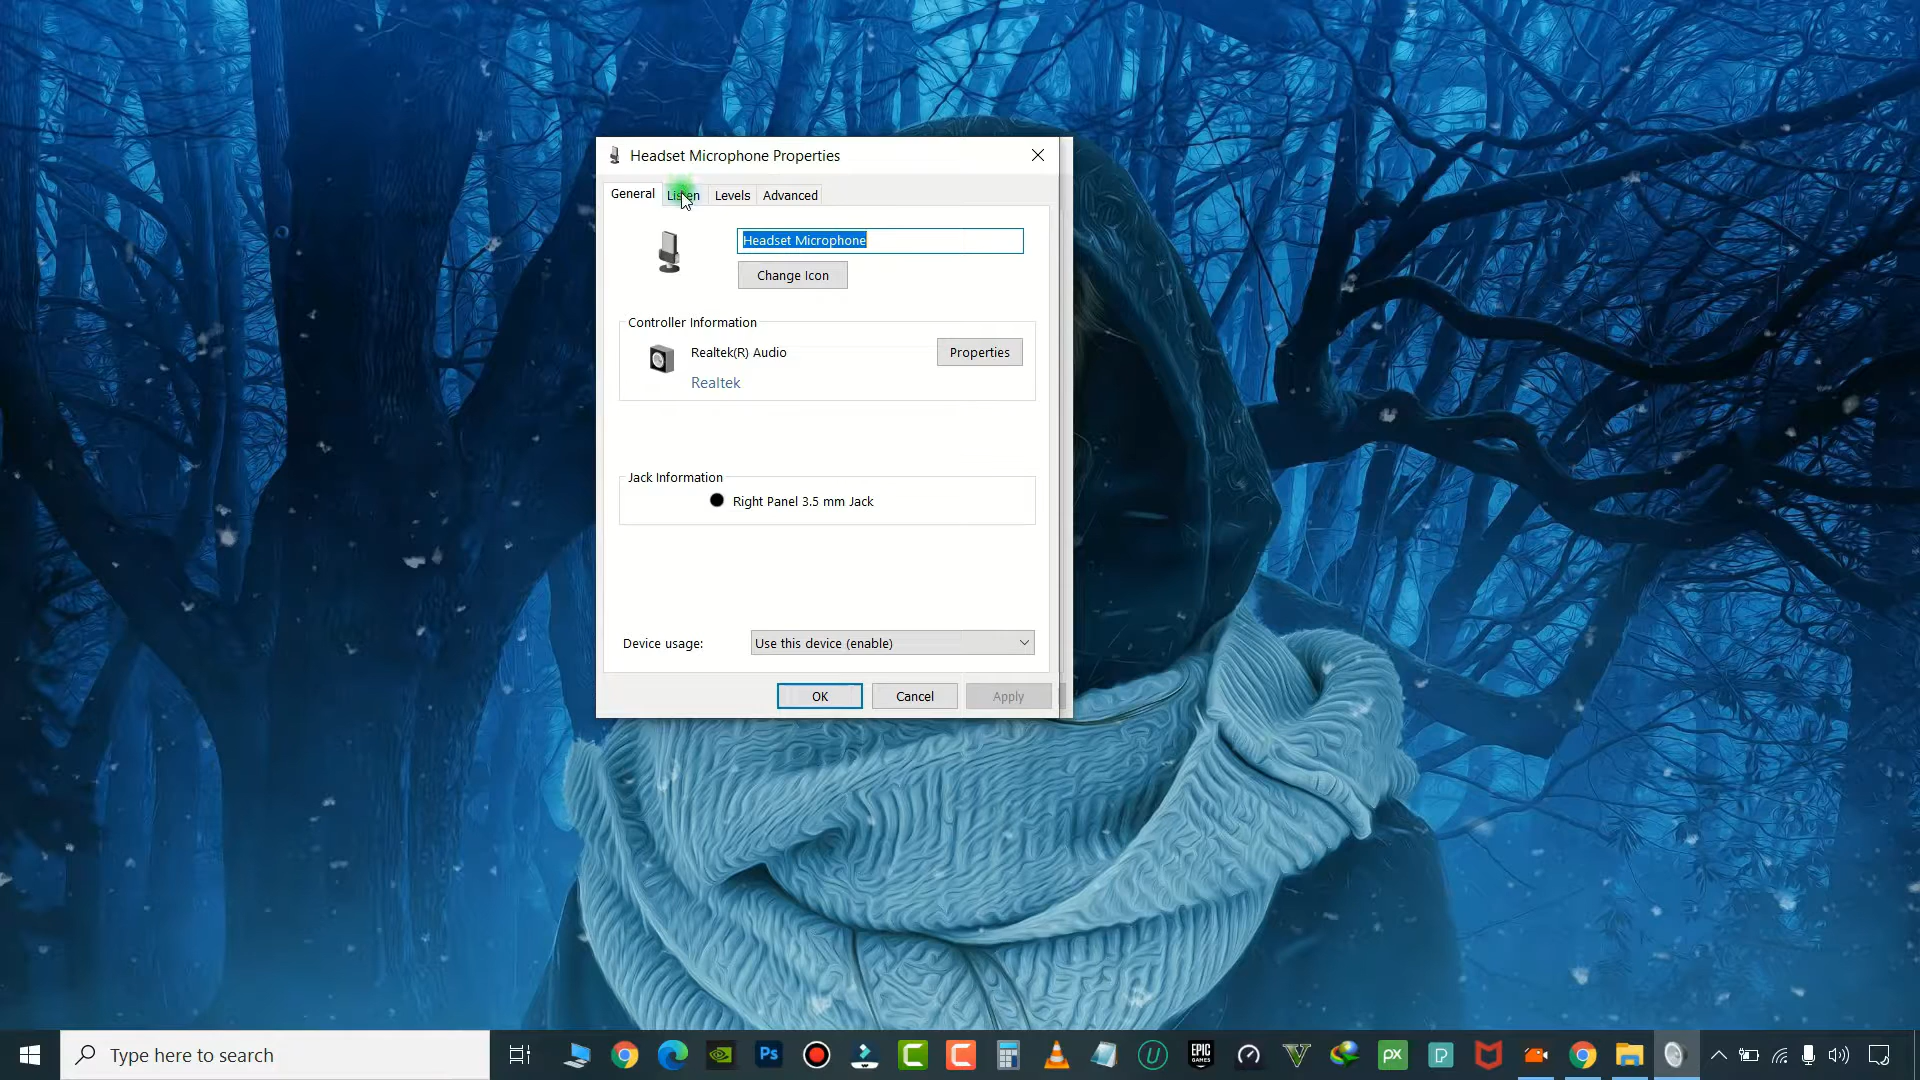 Headset Microphone Properties
General Listen Levels Advanced
Headset Microphone
Change Icon
Controller Information
Realtek(R) Audio
Properties
Realtek
Jack Information
Right Panel 3.5 mm Jack
Device usage:
Use this device (enable)
OK Cancel Apply
Type here to search
Ps
EPIC
GAMES
px